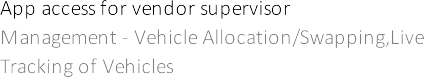 App access for vendor supervisor
Management - Vehicle Allocation/Swapping,Live
Tracking of Vehicles